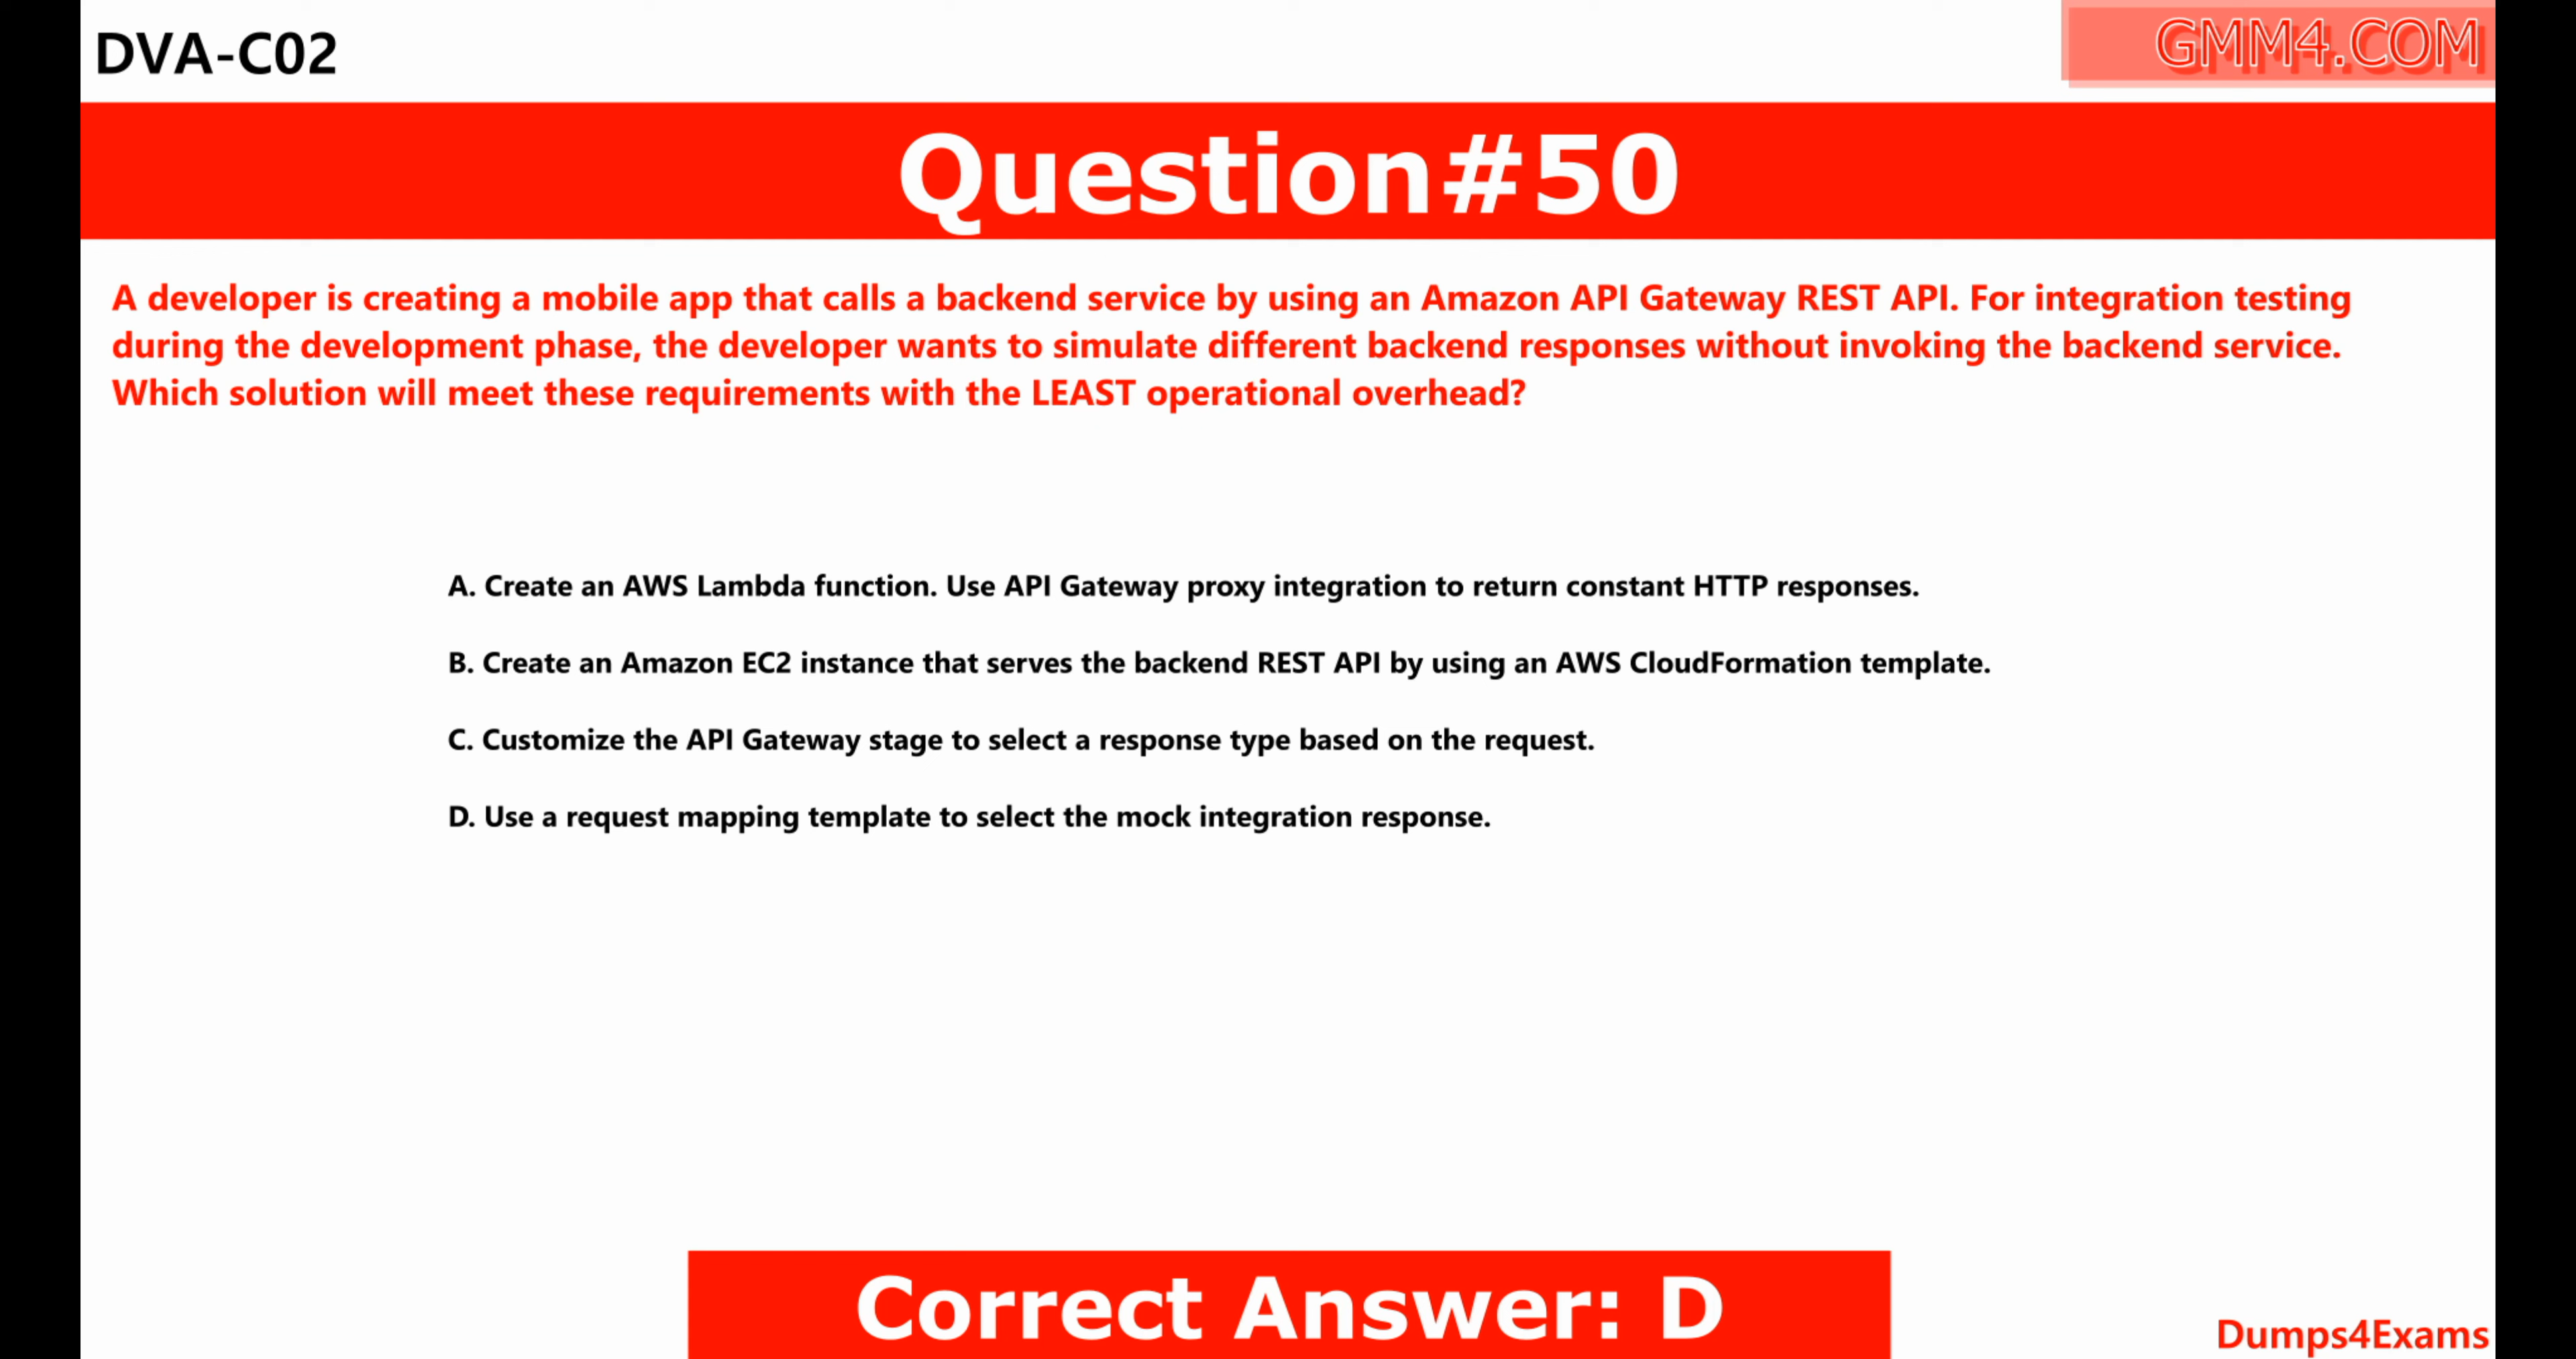 DVA-C02
GMM4.COM
Question#50
A developer is creating a mobile app that calls a backend service by using an Amazon API Gateway REST API. For integration testing
during the development phase, the developer wants to simulate different backend responses without invoking the backend service.
Which solution will meet these requirements with the LEAST operational overhead?
A. Create an AWS Lambda function. Use API Gateway proxy integration to return constant HTTP responses.
B. Create an Amazon EC2 instance that serves the backend REST API by using an AWS CloudFormation template.
C. Customize the API Gateway stage to select a response type based on the request.
D. Use a request mapping template to select the mock integration response.
Correct Answer: D
Dumps4Exams